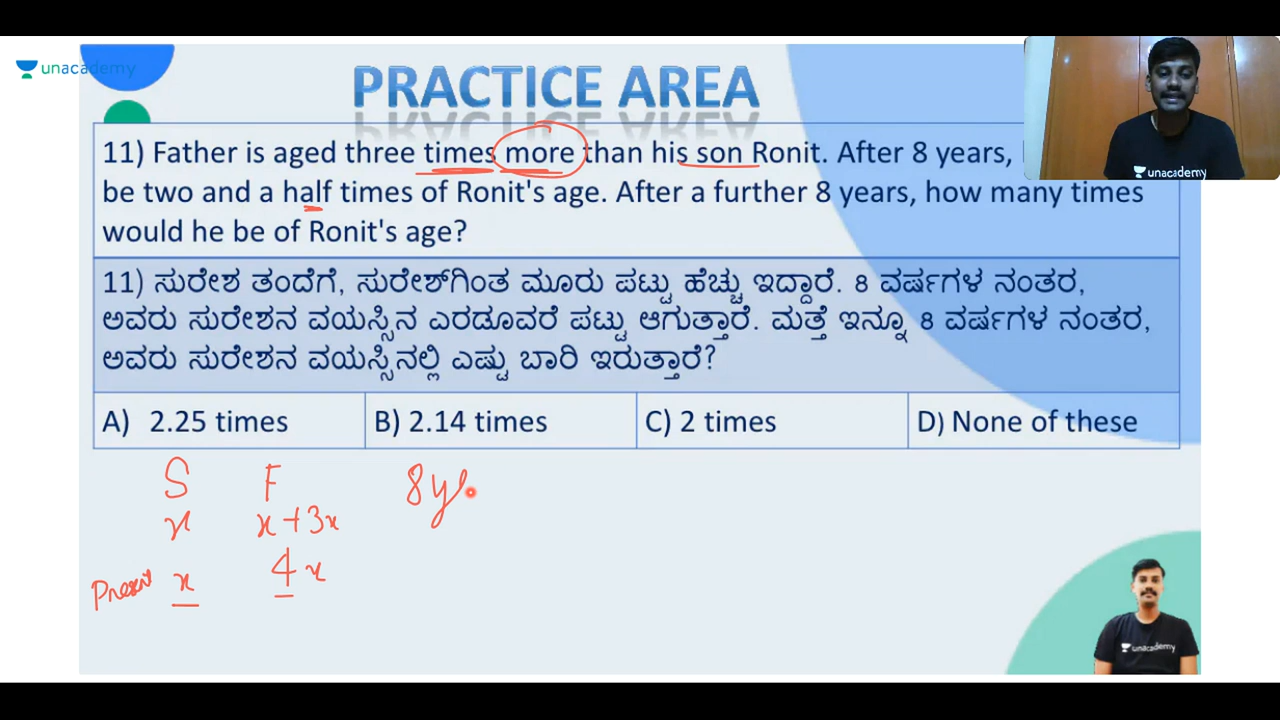 unacademy
PRACTICE AREA
11) Father is aged three times more than his son Ronit. After 8 years,
be two and a half times of Ronit's age. After a further 8 years, how many times
would he be of Ronit's age?
11) ಸುರೇಶ ತಂದೆಗೆ, ಸುರೇಶ್‌ಗಿಂತ ಮೂರು ಪಟ್ಟು ಹೆಚ್ಚು ಇದ್ದಾರೆ. 8 ವರ್ಷಗಳ ನಂತರ,
ಅವರು ಸುರೇಶನ ವಯಸ್ಸಿನ ಎರಡೂವರೆ ಪಟ್ಟು ಆಗುತ್ತಾರೆ. ಮತ್ತೆ ಇನ್ನೂ 8 ವರ್ಷಗಳ ನಂತರ,
ಅವರು ಸುರೇಶನ ವಯಸ್ಸಿನಲ್ಲಿ ಎಷ್ಟು ಬಾರಿ ಇರುತ್ತಾರೆ?
A) 2.25 times B) 2.14 times C) 2 times D) None of these
S F 8 y
x x+3x
Present x 4x
unacademy
unacademy